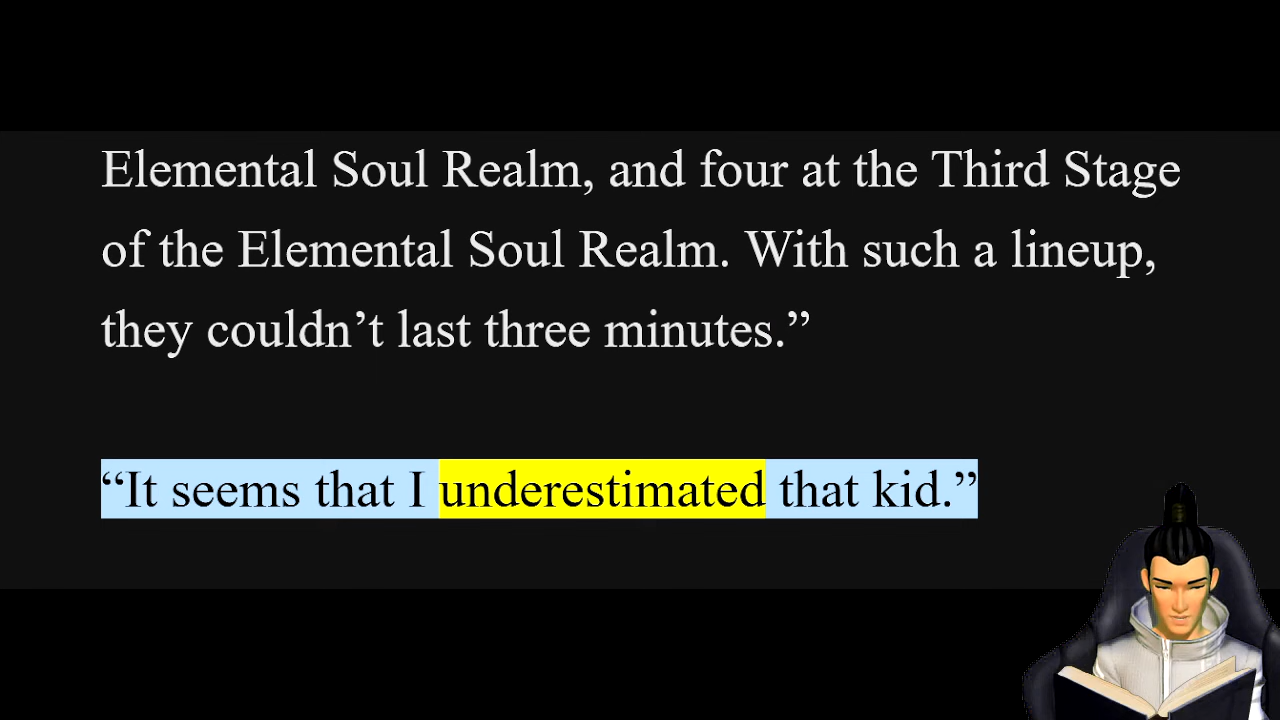 Elemental Soul Realm, and four at the Third Stage
of the Elemental Soul Realm. With such a lineup,
they couldn’t last three minutes.”
“It seems that I underestimated that kid.”